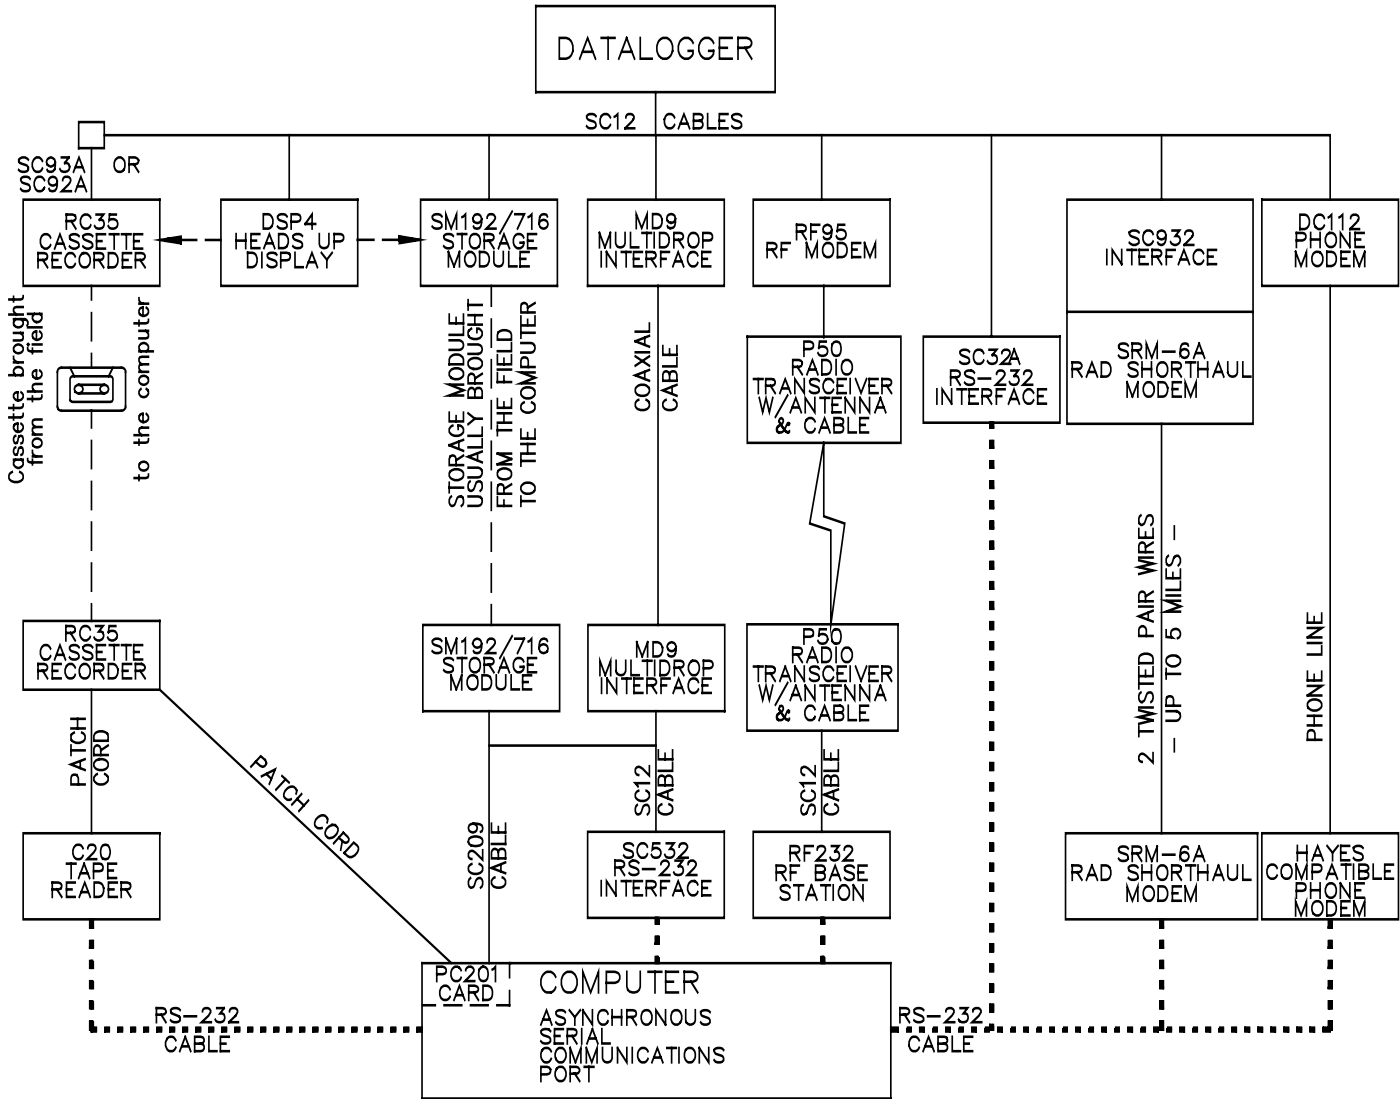 DATALOGGER
SC12 CABLES
SC93A OR
SC92A
RC35
CASSETTE
RECORDER
DSP4
HEADS UP
DISPLAY
SM192/716
STORAGE
MODULE
MD9
MULTIDROP
INTERFACE
RF95
RF MODEM
SC932
INTERFACE
DC112
PHONE
MODEM
Cassette brought
from the field
to the computer
STORAGE MODULE
USUALLY BROUGHT
FROM THE FIELD
TO THE COMPUTER
COAXIAL
CABLE
P50
RADIO
TRANSCEIVER
W/ANTENNA
& CABLE
SC32A
RS-232
INTERFACE
SRM-6A
RAD SHORTHAUL
MODEM
2 TWISTED PAIR WIRES
- UP TO 5 MILES -
PHONE LINE
RC35
CASSETTE
RECORDER
SM192/716
STORAGE
MODULE
MD9
MULTIDROP
INTERFACE
P50
RADIO
TRANSCEIVER
W/ANTENNA
& CABLE
PATCH
CORD
PATCH CORD
SC209
CABLE
SC12
CABLE
SC12
CABLE
C20
TAPE
READER
SC532
RS-232
INTERFACE
RF232
RF BASE
STATION
SRM-6A
RAD SHORTHAUL
MODEM
HAYES
COMPATIBLE
PHONE
MODEM
PC201
CARD
COMPUTER
ASYNCHRONOUS
SERIAL
COMMUNICATIONS
PORT
RS-232
CABLE
RS-232
CABLE